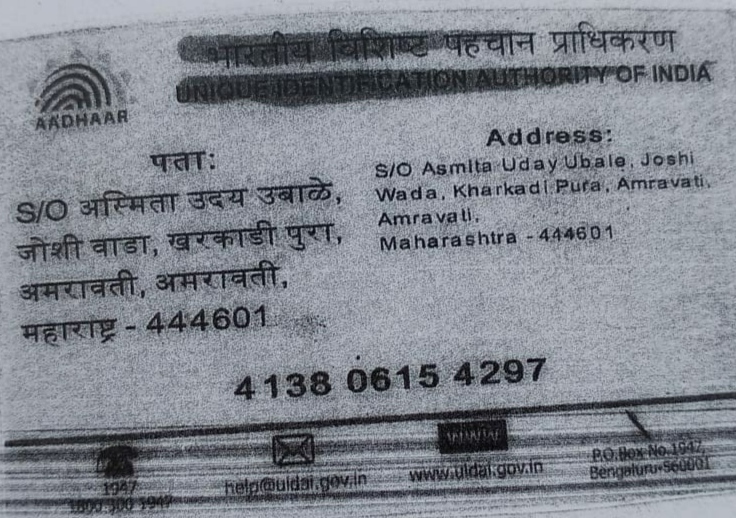 भारतीय विशिष्ट पहचान प्राधिकरण
UNIQUE IDENTIFICATION AUTHORITY OF INDIA
AADHAAR
पता:
S/O अस्मिता उदय उबाळे,
जोशी वाडा, खरकाडी पुरा,
अमरावती, अमरावती,
महाराष्ट्र - 444601
Address:
S/O Asmita Uday Ubale, Joshi
Wada, Kharkadi Pura, Amravati,
Amravati,
Maharashtra - 444601
4138 0615 4297
1947
1800 300 1947
help@uidai.gov.in
WWW
www.uidai.gov.in
P.O. Box No. 1947,
Bengaluru-560001